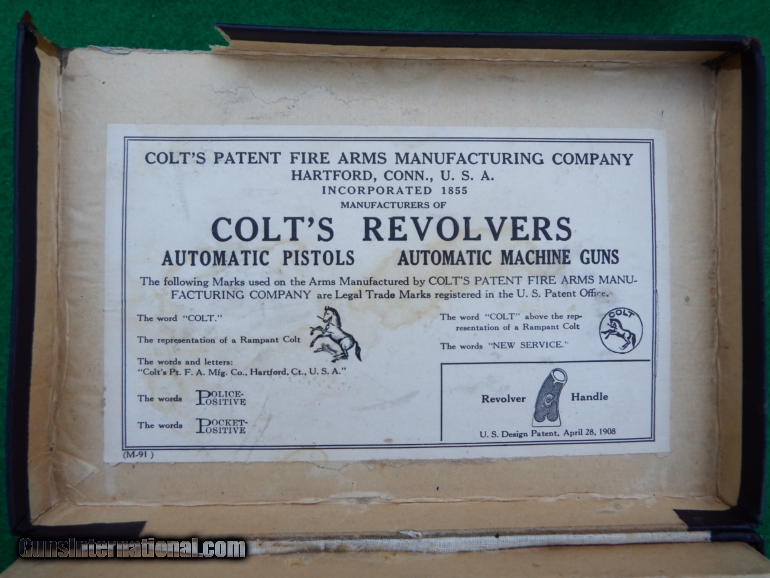 COLT'S PATENT FIRE ARMS MANUFACTURING COMPANY
HARTFORD, CONN., U. S. A.
INCORPORATED 1855
MANUFACTURERS OF
COLT'S REVOLVERS
AUTOMATIC PISTOLS AUTOMATIC MACHINE GUNS
The following Marks used on the Arms Manufactured by COLT'S PATENT FIRE ARMS MANU-
FACTURING COMPANY are Legal Trade Marks registered in the U. S. Patent Office.
The word "COLT."
The representation of a Rampant Colt
The words and letters:
"Colt's Pt. F. A. Mfg. Co., Hartford, Ct., U. S. A."
The words POLICE-
POSITIVE
The words POCKET-
POSITIVE
The word "COLT" above the rep-
resentation of a Rampant Colt
COLT
The words "NEW SERVICE."
Revolver Handle
U. S. Design Patent, April 28, 1908
(M-91 )
GunsInternational.com